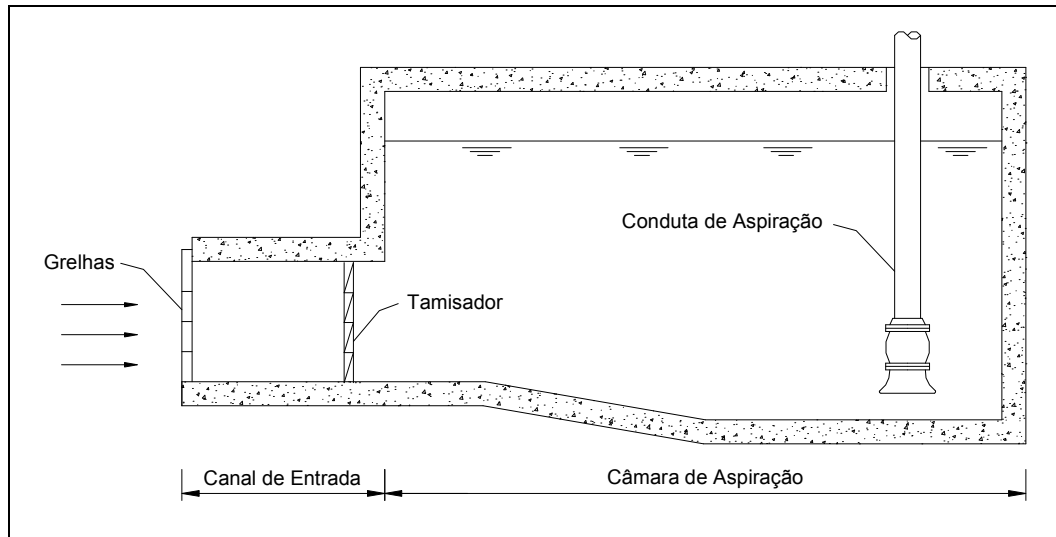 Conduta de Aspiração
Grelhas
Tamisador
Canal de Entrada
Câmara de Aspiração